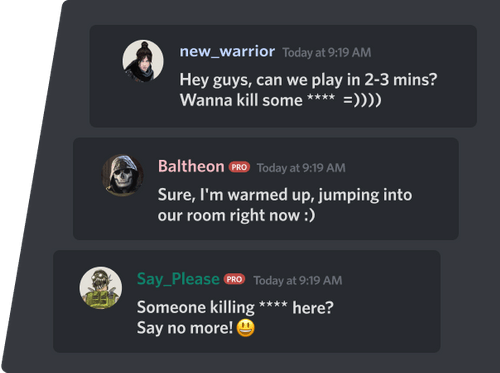 new_warrior Today at 9:19 AM
Hey guys, can we play in 2-3 mins?
Wanna kill some **** =))))
Baltheon PRO Today at 9:19 AM
Sure, I'm warmed up, jumping into
our room right now :)
Say_Please PRO Today at 9:19 AM
Someone killing **** here?
Say no more! 😃